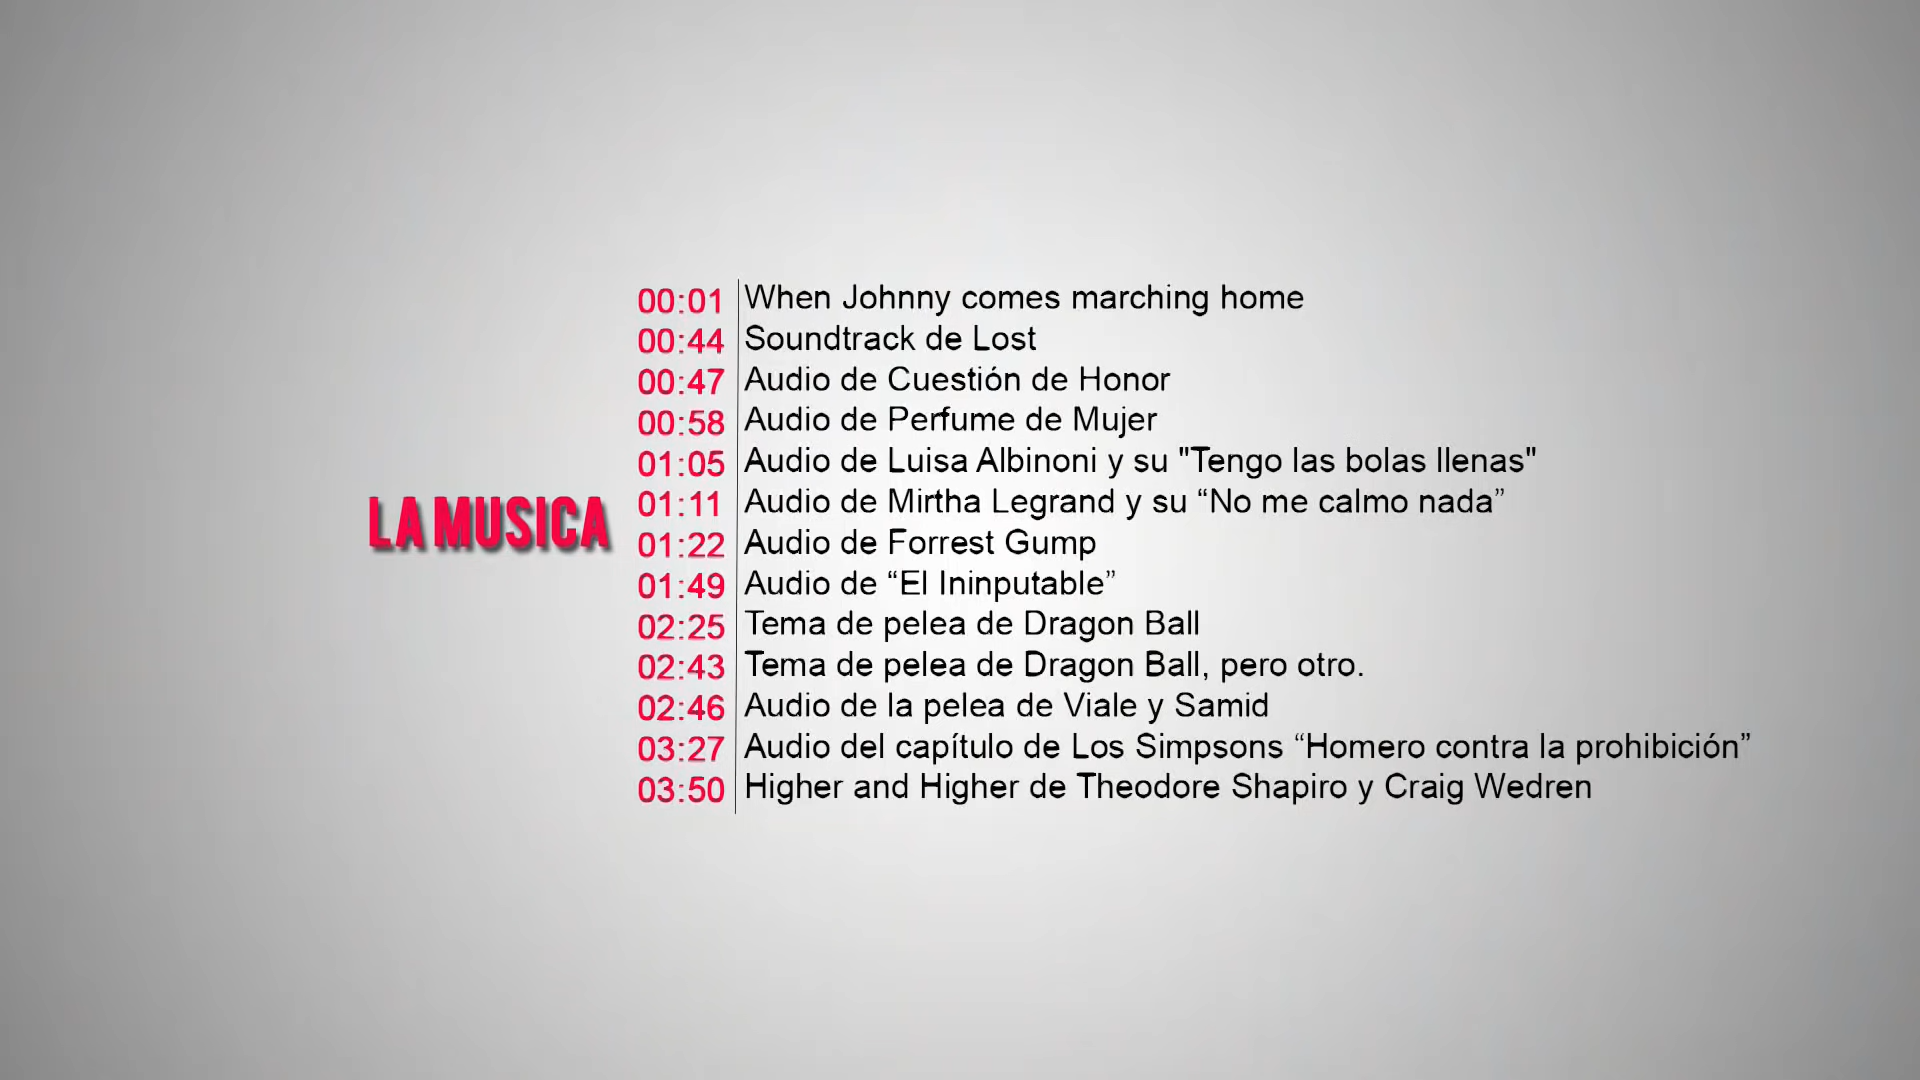 LA MUSICA
00:01 When Johnny comes marching home
00:44 Soundtrack de Lost
00:47 Audio de Cuestión de Honor
00:58 Audio de Perfume de Mujer
01:05 Audio de Luisa Albinoni y su "Tengo las bolas llenas"
01:11 Audio de Mirtha Legrand y su “No me calmo nada”
01:22 Audio de Forrest Gump
01:49 Audio de “El Ininputable”
02:25 Tema de pelea de Dragon Ball
02:43 Tema de pelea de Dragon Ball, pero otro.
02:46 Audio de la pelea de Viale y Samid
03:27 Audio del capítulo de Los Simpsons “Homero contra la prohibición”
03:50 Higher and Higher de Theodore Shapiro y Craig Wedren